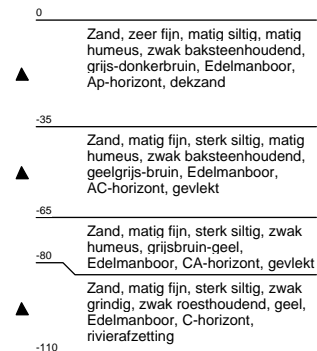 0
Zand, zeer fijn, matig siltig, matig
humeus, zwak baksteenhoudend,
grijs-donkerbruin, Edelmanboor,
Ap-horizont, dekzand
-35
Zand, matig fijn, sterk siltig, matig
humeus, zwak baksteenhoudend,
geelgrijs-bruin, Edelmanboor,
AC-horizont, gevlekt
-65
Zand, matig fijn, sterk siltig, zwak
humeus, grijsbruin-geel,
Edelmanboor, CA-horizont, gevlekt
-80
Zand, matig fijn, sterk siltig, zwak
grindig, zwak roesthoudend, geel,
Edelmanboor, C-horizont,
rivierafzetting
-110